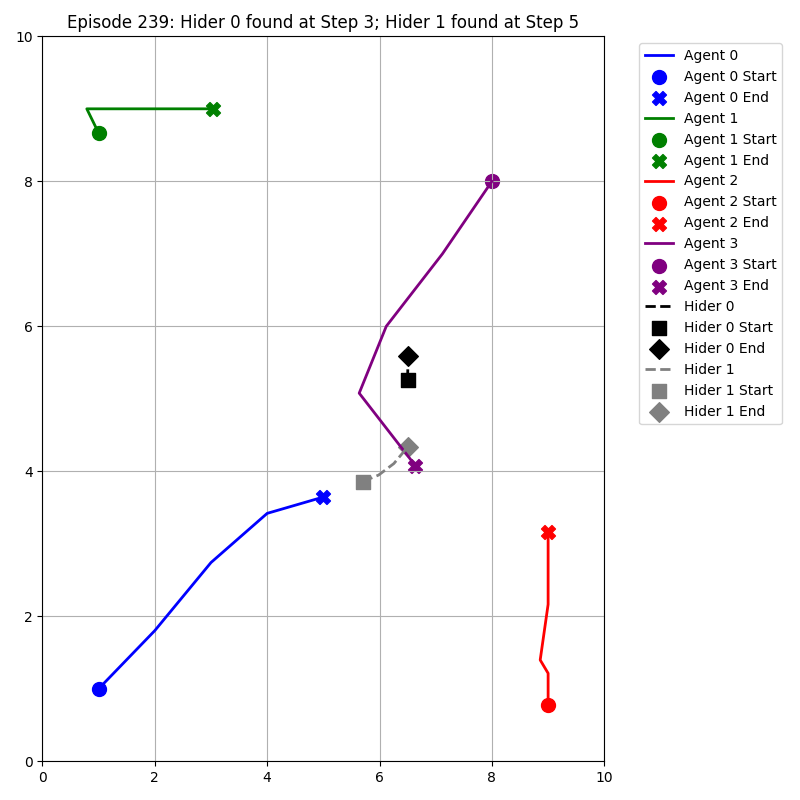 Episode 239: Hider 0 found at Step 3; Hider 1 found at Step 5
10
8
6
4
2
0
0 2 4 6 8 10
Agent 0
Agent 0 Start
Agent 0 End
Agent 1
Agent 1 Start
Agent 1 End
Agent 2
Agent 2 Start
Agent 2 End
Agent 3
Agent 3 Start
Agent 3 End
Hider 0
Hider 0 Start
Hider 0 End
Hider 1
Hider 1 Start
Hider 1 End